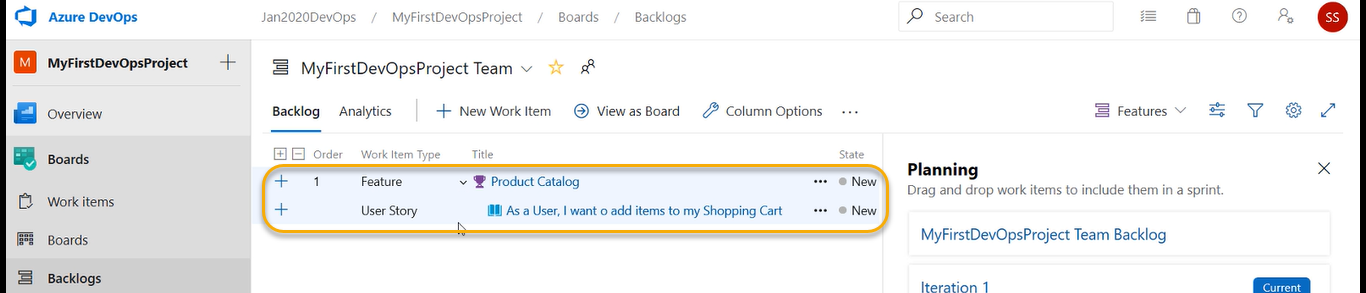 Azure DevOps
Jan2020DevOps / MyFirstDevOpsProject / Boards / Backlogs
Search
SS
M MyFirstDevOpsProject
MyFirstDevOpsProject Team
Overview
Backlog Analytics New Work Item View as Board Column Options Features
Boards
Order Work Item Type Title State
1 Feature Product Catalog New
User Story As a User, I want o add items to my Shopping Cart New
Work items
Boards
Backlogs
Planning
Drag and drop work items to include them in a sprint.
MyFirstDevOpsProject Team Backlog
Iteration 1 Current